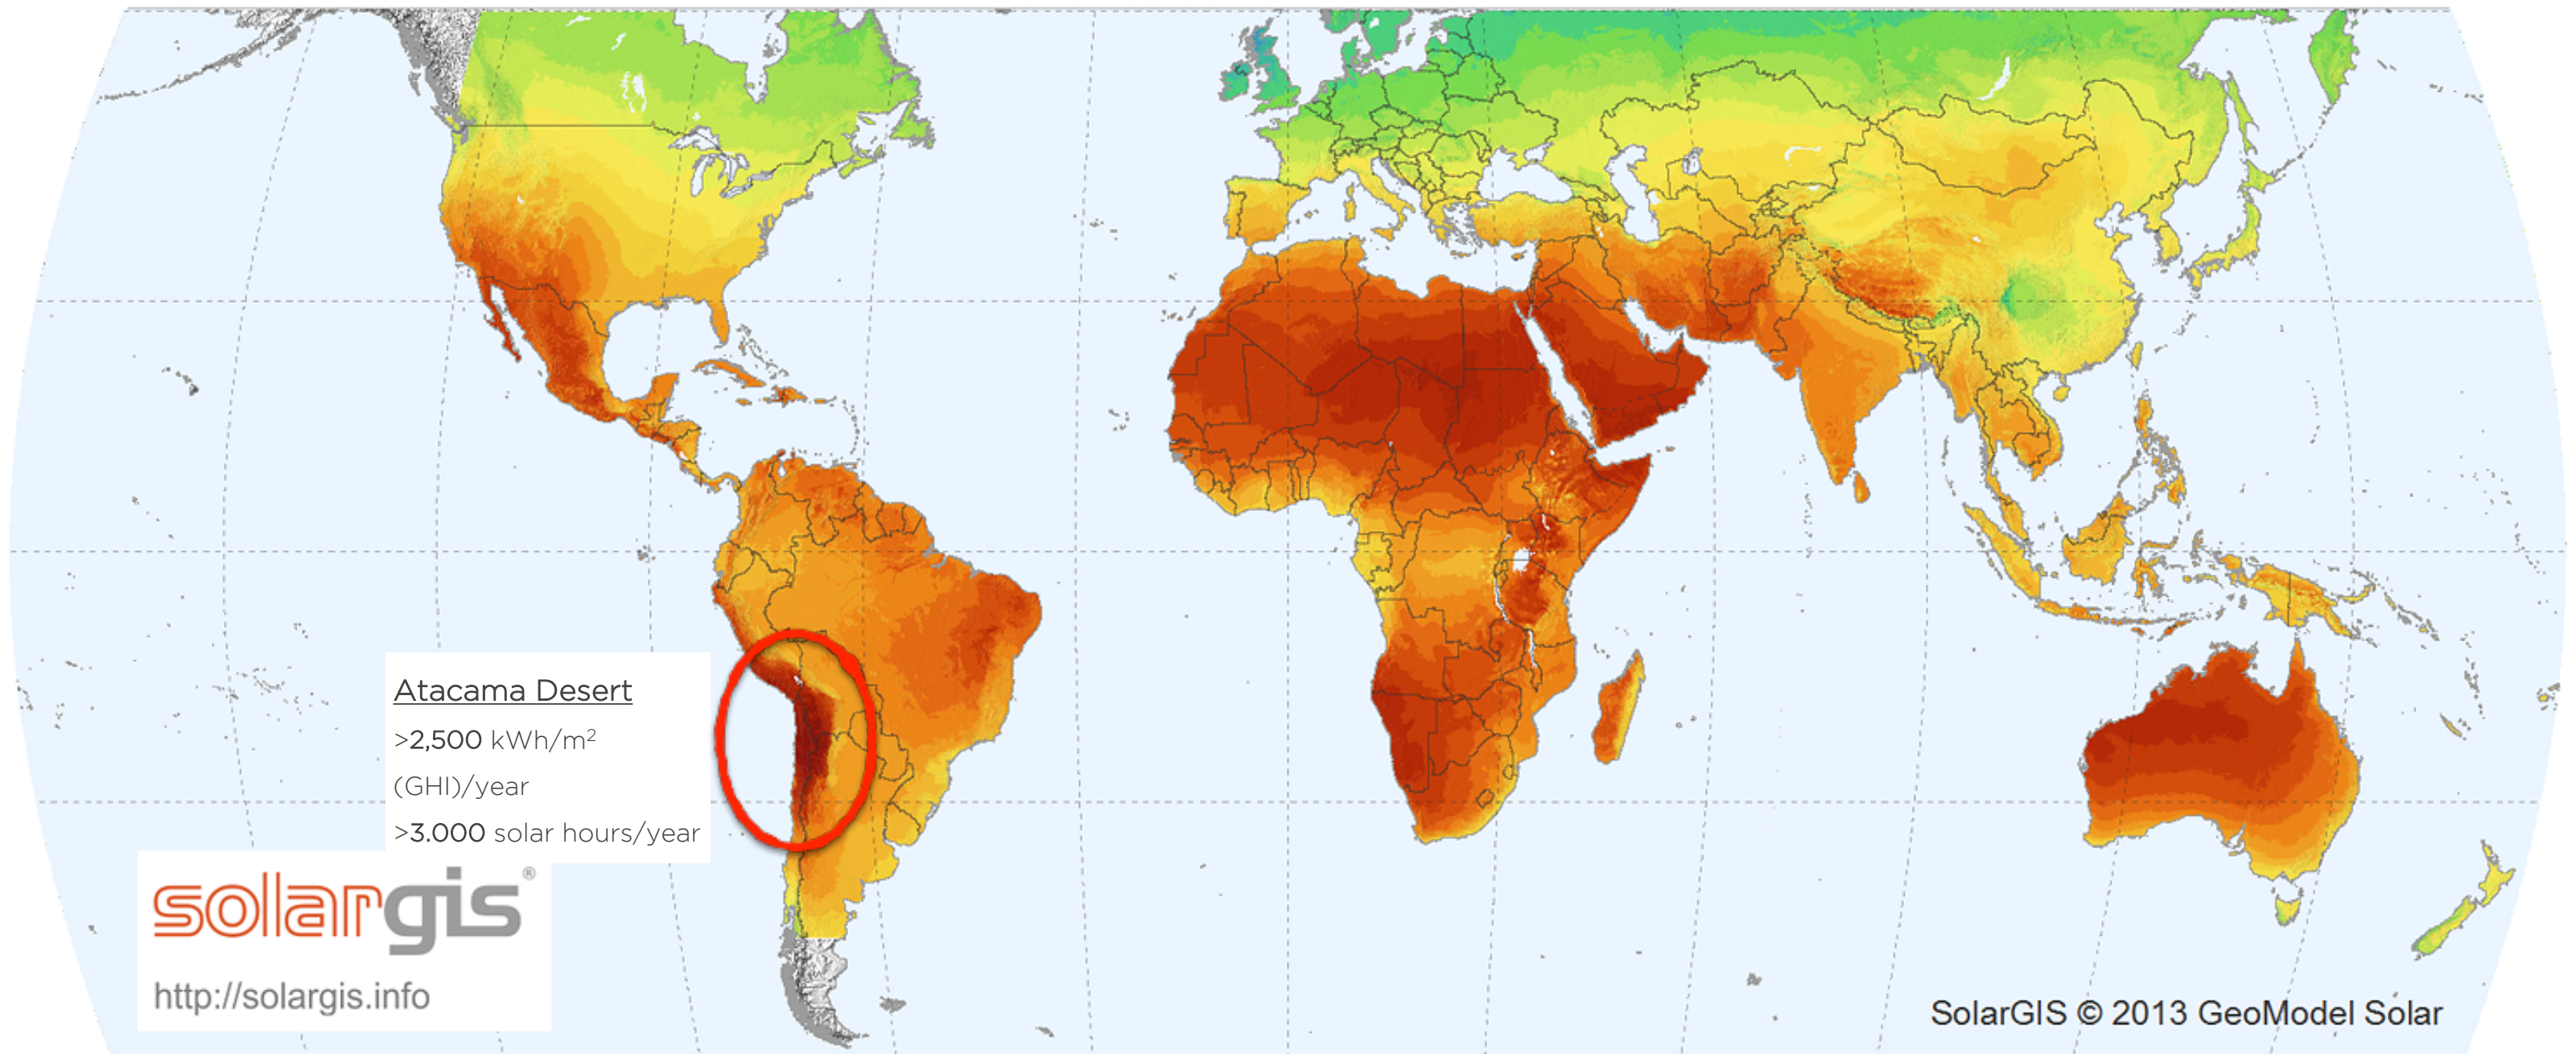 Atacama Desert
>2,500 kWh/m²
(GHI)/year
>3.000 solar hours/year
solargis®
http://solargis.info
SolarGIS © 2013 GeoModel Solar